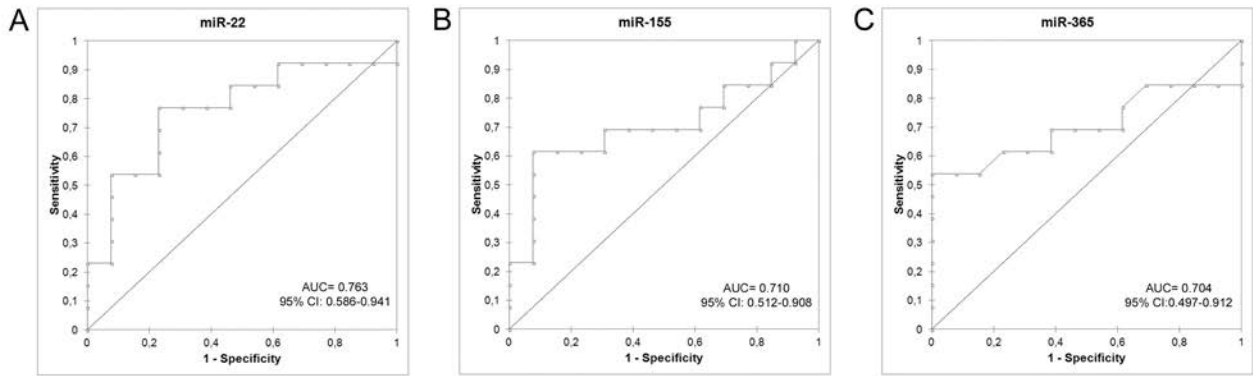 A
miR-22
1
0,9
0,8
0,7
0,6
0,5
0,4
0,3
0,2
0,1
0
Sensitivity
AUC= 0.763
95% CI: 0.586-0.941
0 0,2 0,4 0,6 0,8 1
1 - Specificity
B
miR-155
1
0,9
0,8
0,7
0,6
0,5
0,4
0,3
0,2
0,1
0
Sensitivity
AUC= 0.710
95% CI: 0.512-0.908
0 0,2 0,4 0,6 0,8 1
1 - Specificity
C
miR-365
1
0,9
0,8
0,7
0,6
0,5
0,4
0,3
0,2
0,1
0
Sensitivity
AUC= 0.704
95% CI:0.497-0.912
0 0,2 0,4 0,6 0,8 1
1 - Specificity